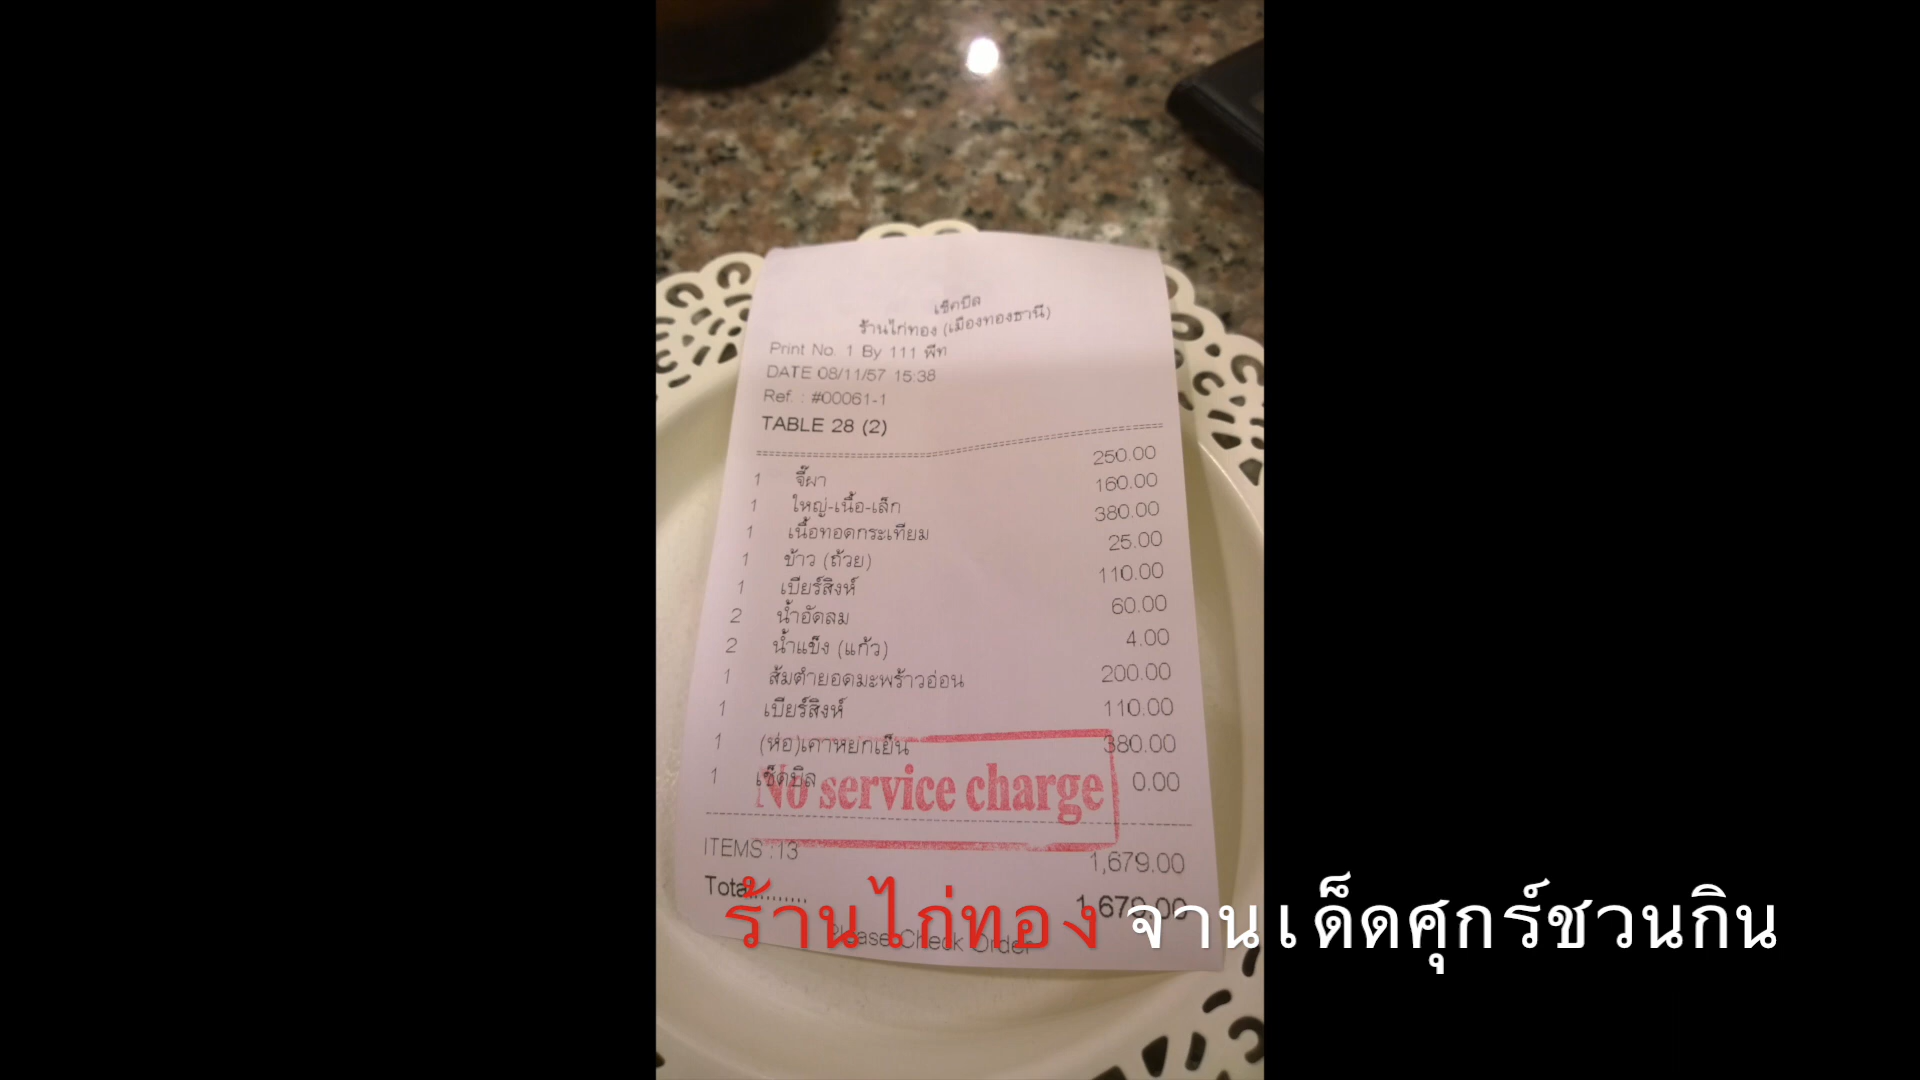 เช็คบิล
ร้านไก่ทอง (เมืองทองธานี)
Print No. 1 By 111 พีท
DATE 08/11/57 15:38
Ref. : #00061-1
TABLE 28 (2)
1 จี๊ผา 250.00
1 ใหญ่-เนื้อ-เล็ก 160.00
1 เนื้อทอดกระเทียม 380.00
1 ข้าว (ถ้วย) 25.00
1 เบียร์สิงห์ 110.00
2 น้ำอัดลม 60.00
2 น้ำแข็ง (แก้ว) 4.00
1 ส้มตำยอดมะพร้าวอ่อน 200.00
1 เบียร์สิงห์ 110.00
1 (ห่อ)เคาหยกเย็น 380.00
1 เช็คบิล 0.00
No service charge
ITEMS :13 1,679.00
Total......... 1,679.00
Please Check Order
ร้านไก่ทอง จานเด็ดศุกร์ชวนกิน